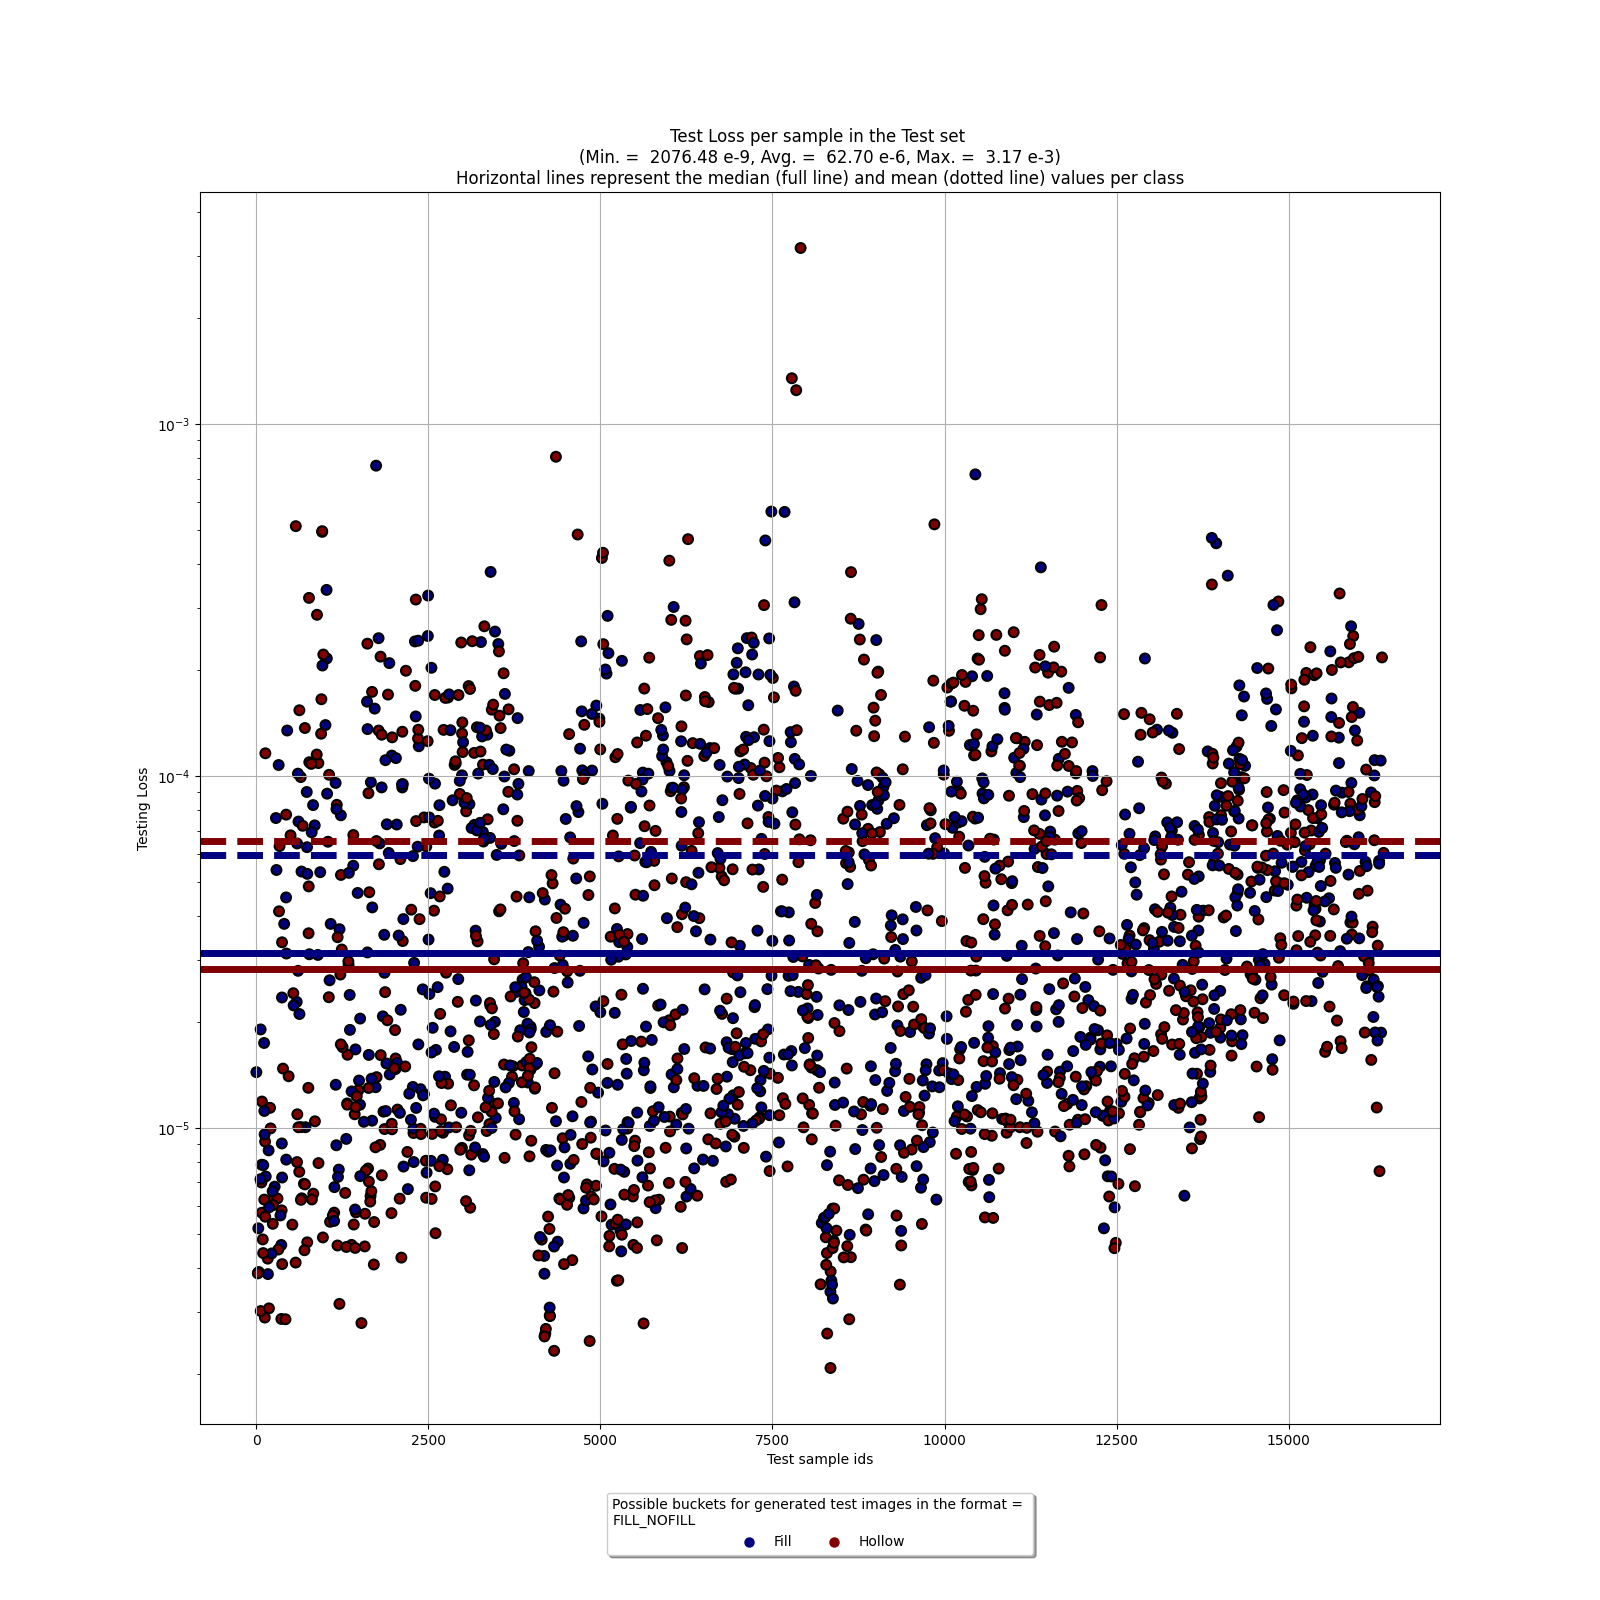 Test Loss per sample in the Test set
(Min. =  2076.48 e-9, Avg. =  62.70 e-6, Max. =  3.17 e-3)
Horizontal lines represent the median (full line) and mean (dotted line) values per class
Testing Loss
10⁻³
10⁻⁴
10⁻⁵
0 2500 5000 7500 10000 12500 15000
Test sample ids
Possible buckets for generated test images in the format =
FILL_NOFILL
Fill Hollow